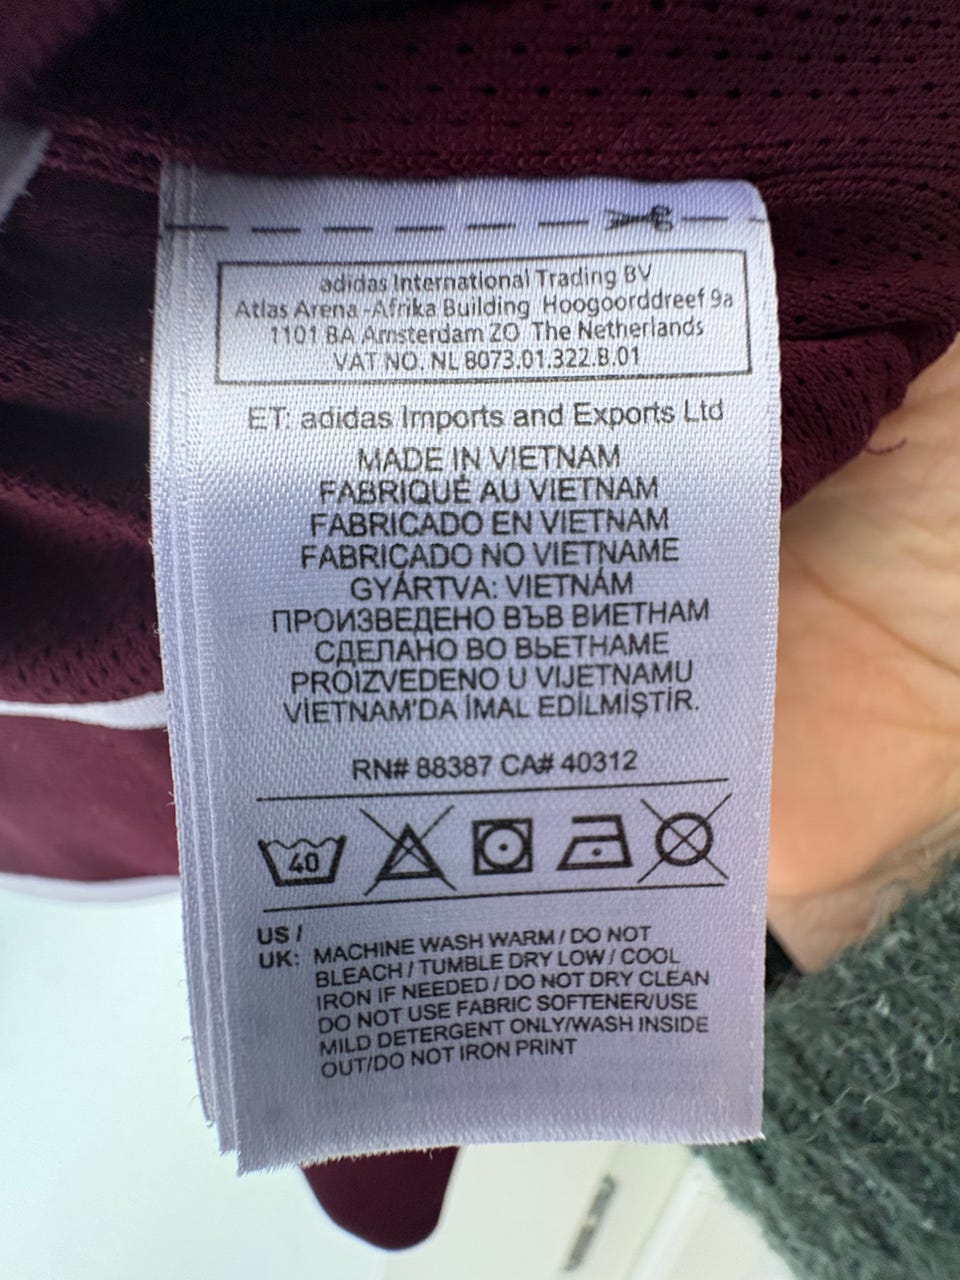 adidas International Trading BV
Atlas Arena -Afrika Building Hoogoorddreef 9a
1101 BA Amsterdam ZO The Netherlands
VAT NO. NL 8073.01.322.B.01
ET: adidas Imports and Exports Ltd
MADE IN VIETNAM
FABRIQUÉ AU VIETNAM
FABRICADO EN VIETNAM
FABRICADO NO VIETNAME
GYÁRTVA: VIETNÁM
ПРОИЗВЕДЕНО ВЪВ ВИЕТНАМ
СДЕЛАНО ВО ВЬЕТНАМЕ
PROIZVEDENO U VIJETNAMU
VİETNAM'DA İMAL EDİLMİŞTİR.
RN# 88387 CA# 40312
40
US /
UK:
MACHINE WASH WARM / DO NOT
BLEACH / TUMBLE DRY LOW / COOL
IRON IF NEEDED / DO NOT DRY CLEAN
DO NOT USE FABRIC SOFTENER/USE
MILD DETERGENT ONLY/WASH INSIDE
OUT/DO NOT IRON PRINT